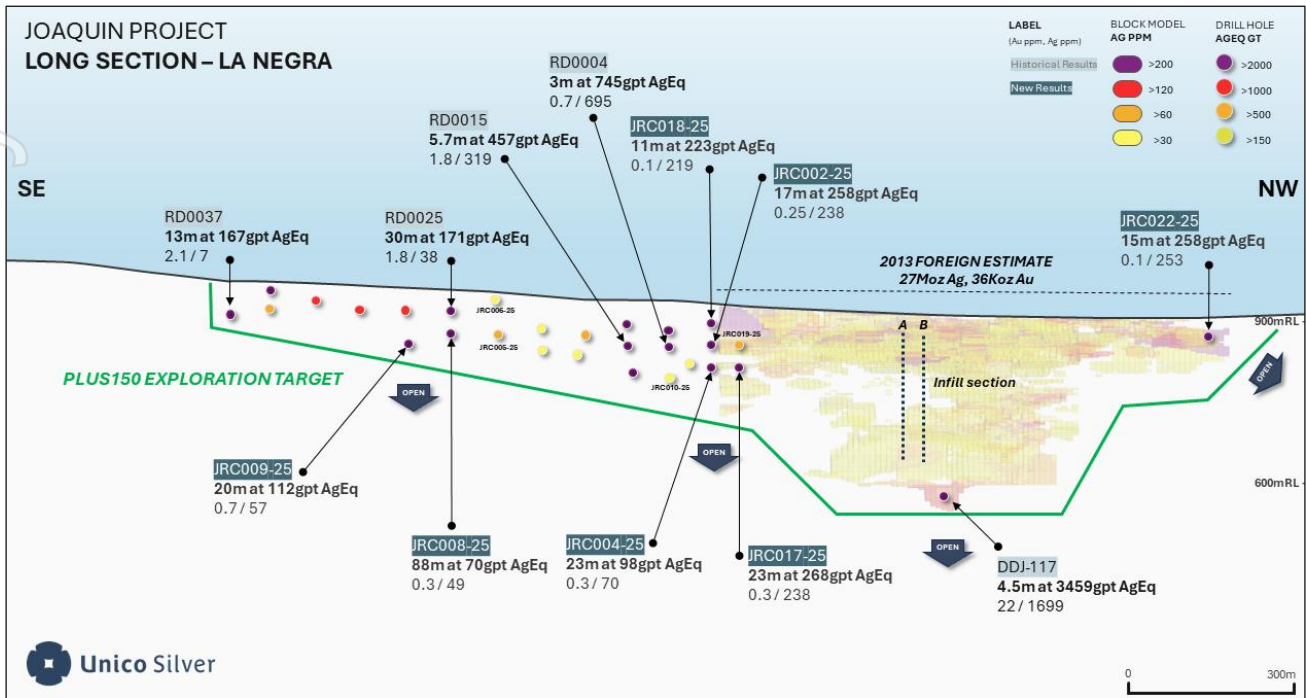 JOAQUIN PROJECT
LONG SECTION – LA NEGRA
LABEL
(Au ppm, Ag ppm)
Historical Results
New Results
BLOCK MODEL
AG PPM
>200
>120
>60
>30
DRILL HOLE
AGEQ GT
>2000
>1000
>500
>150
SE
NW
RD0004
3m at 745gpt AgEq
0.7 / 695
RD0015
5.7m at 457gpt AgEq
1.8 / 319
JRC018-25
11m at 223gpt AgEq
0.1 / 219
JRC002-25
17m at 258gpt AgEq
0.25 / 238
RD0037
13m at 167gpt AgEq
2.1 / 7
RD0025
30m at 171gpt AgEq
1.8 / 38
JRC022-25
15m at 258gpt AgEq
0.1 / 253
2013 FOREIGN ESTIMATE
27Moz Ag, 36Koz Au
JRC006-25
JRC005-25
JRC019-25
JRC010-25
A
B
Infill section
900mRL
600mRL
PLUS150 EXPLORATION TARGET
OPEN
OPEN
OPEN
OPEN
JRC009-25
20m at 112gpt AgEq
0.7 / 57
JRC008-25
88m at 70gpt AgEq
0.3 / 49
JRC004-25
23m at 98gpt AgEq
0.3 / 70
JRC017-25
23m at 268gpt AgEq
0.3 / 238
DDJ-117
4.5m at 3459gpt AgEq
22 / 1699
Unico Silver
0
300m